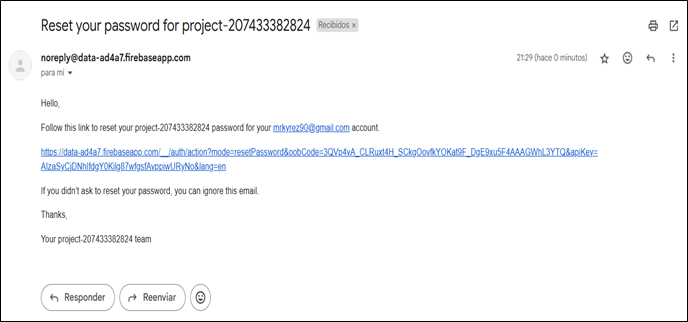 Reset your password for project-207433382824 Recibidos x
noreply@data-ad4a7.firebaseapp.com 21:29 (hace 0 minutos)
para mí
Hello,
Follow this link to reset your project-207433382824 password for your mrkyrez90@gmail.com account.
https://data-ad4a7.firebaseapp.com/__/auth/action?mode=resetPassword&oobCode=3QVp4vA_CLRuxt4H_SCkgOovfkYOKat9F_DgE9xu5F4AAAGWhL3YTQ&apiKey=
AIzaSyCjDNhIfdgY0Kilg87wfgsfAvppiwURyNo&lang=en
If you didn't ask to reset your password, you can ignore this email.
Thanks,
Your project-207433382824 team
Responder Reenviar